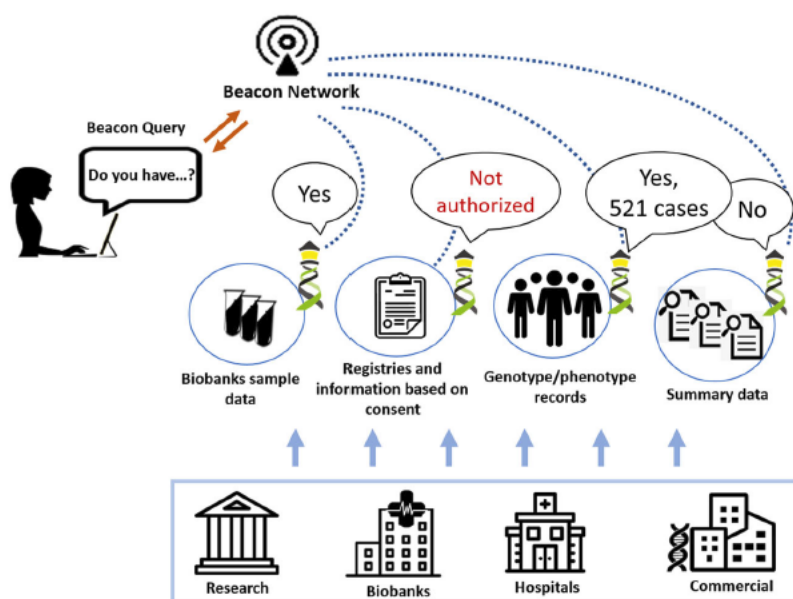 Beacon Network
Beacon Query
Do you have...?
Yes
Not
authorized
Yes,
521 cases
No
Biobanks sample
data
Registries and
information based on
consent
Genotype/phenotype
records
Summary data
Research
Biobanks
Hospitals
Commercial